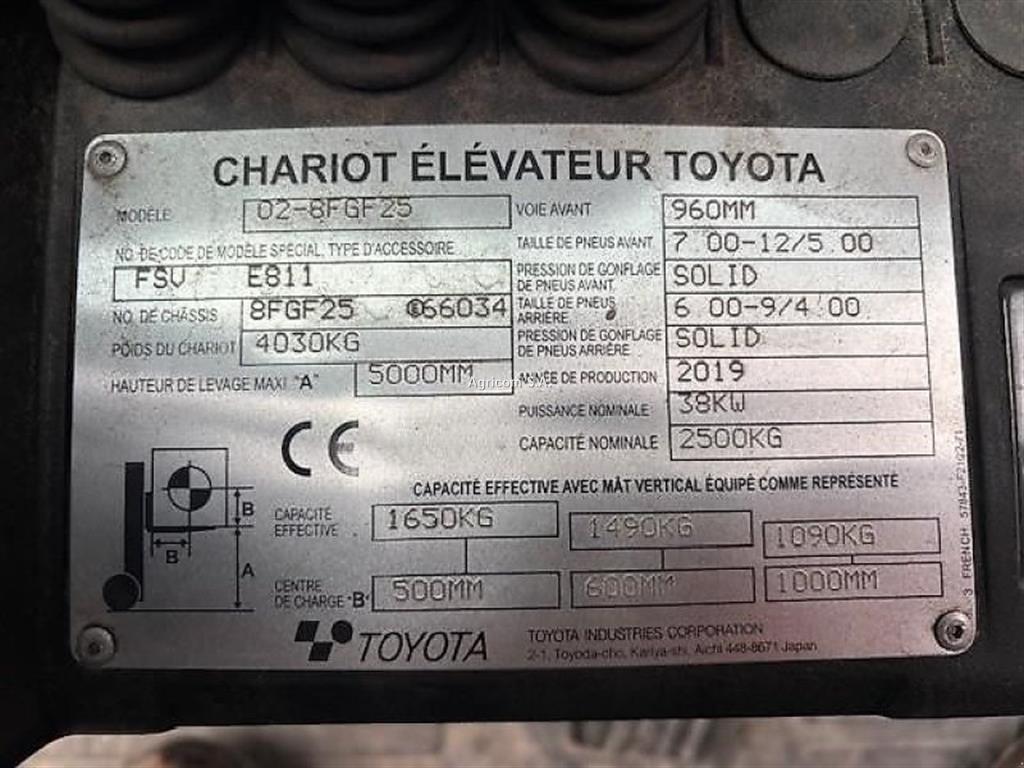 CHARIOT ÉLÉVATEUR TOYOTA
MODÈLE 02-8FGF25
NO. DE CODE DE MODÈLE SPECIAL, TYPE D'ACCESSOIRE
FSV E811
NO. DE CHÂSSIS 8FGF25 ©66034
POIDS DU CHARIOT 4030KG
HAUTEUR DE LEVAGE MAXI "A" 5000MM
VOIE AVANT 960MM
TAILLE DE PNEUS AVANT 7 00-12/5 00
PRESSION DE GONFLAGE DE PNEUS AVANT SOLID
TAILLE DE PNEUS ARRIÈRE 6 00-9/4 00
PRESSION DE GONFLAGE DE PNEUS ARRIÈRE SOLID
ANNÉE DE PRODUCTION 2019
PUISSANCE NOMINALE 38KW
CAPACITÉ NOMINALE 2500KG
Agricom S.A.
CE
CAPACITÉ EFFECTIVE AVEC MÂT VERTICAL ÉQUIPÉ COMME REPRÉSENTÉ
B
B
A
CAPACITÉ EFFECTIVE 1650KG 1490KG 1090KG
CENTRE DE CHARGE "B" 500MM 600MM 1000MM
TOYOTA
TOYOTA INDUSTRIES CORPORATION
2-1, Toyoda-cho, Kariya-shi, Aichi 448-8671 Japan
3 FRENCH